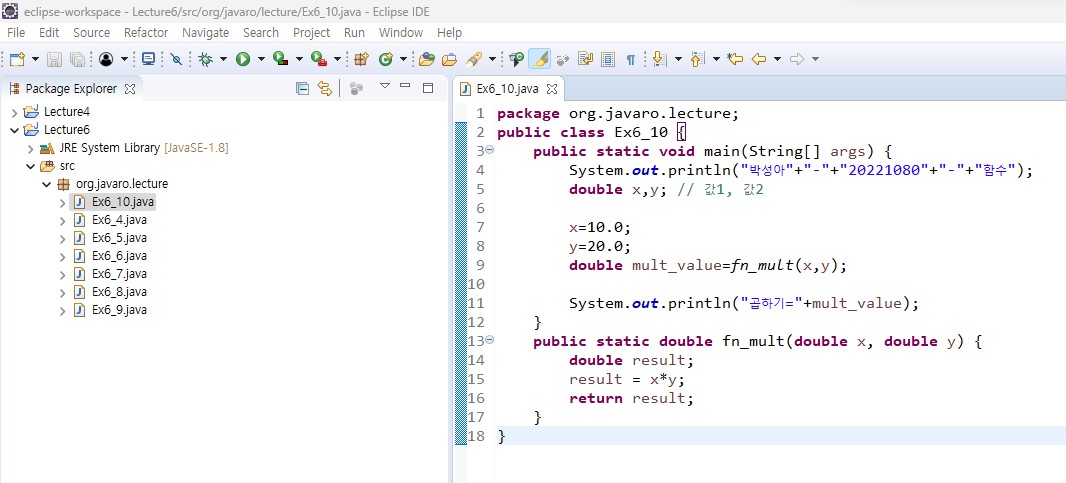 eclipse-workspace - Lecture6/src/org/javaro/lecture/Ex6_10.java - Eclipse IDE
File Edit Source Refactor Navigate Search Project Run Window Help
Package Explorer
Lecture4
Lecture6
JRE System Library [JavaSE-1.8]
src
org.javaro.lecture
Ex6_10.java
Ex6_4.java
Ex6_5.java
Ex6_6.java
Ex6_7.java
Ex6_8.java
Ex6_9.java
Ex6_10.java
1 package org.javaro.lecture;
2 public class Ex6_10 {
3 public static void main(String[] args) {
4 System.out.println("박성아"+"-"+"20221080"+"-"+"함수");
5 double x,y; // 값1, 값2
6
7 x=10.0;
8 y=20.0;
9 double mult_value=fn_mult(x,y);
10
11 System.out.println("곱하기="+mult_value);
12 }
13 public static double fn_mult(double x, double y) {
14 double result;
15 result = x*y;
16 return result;
17 }
18 }